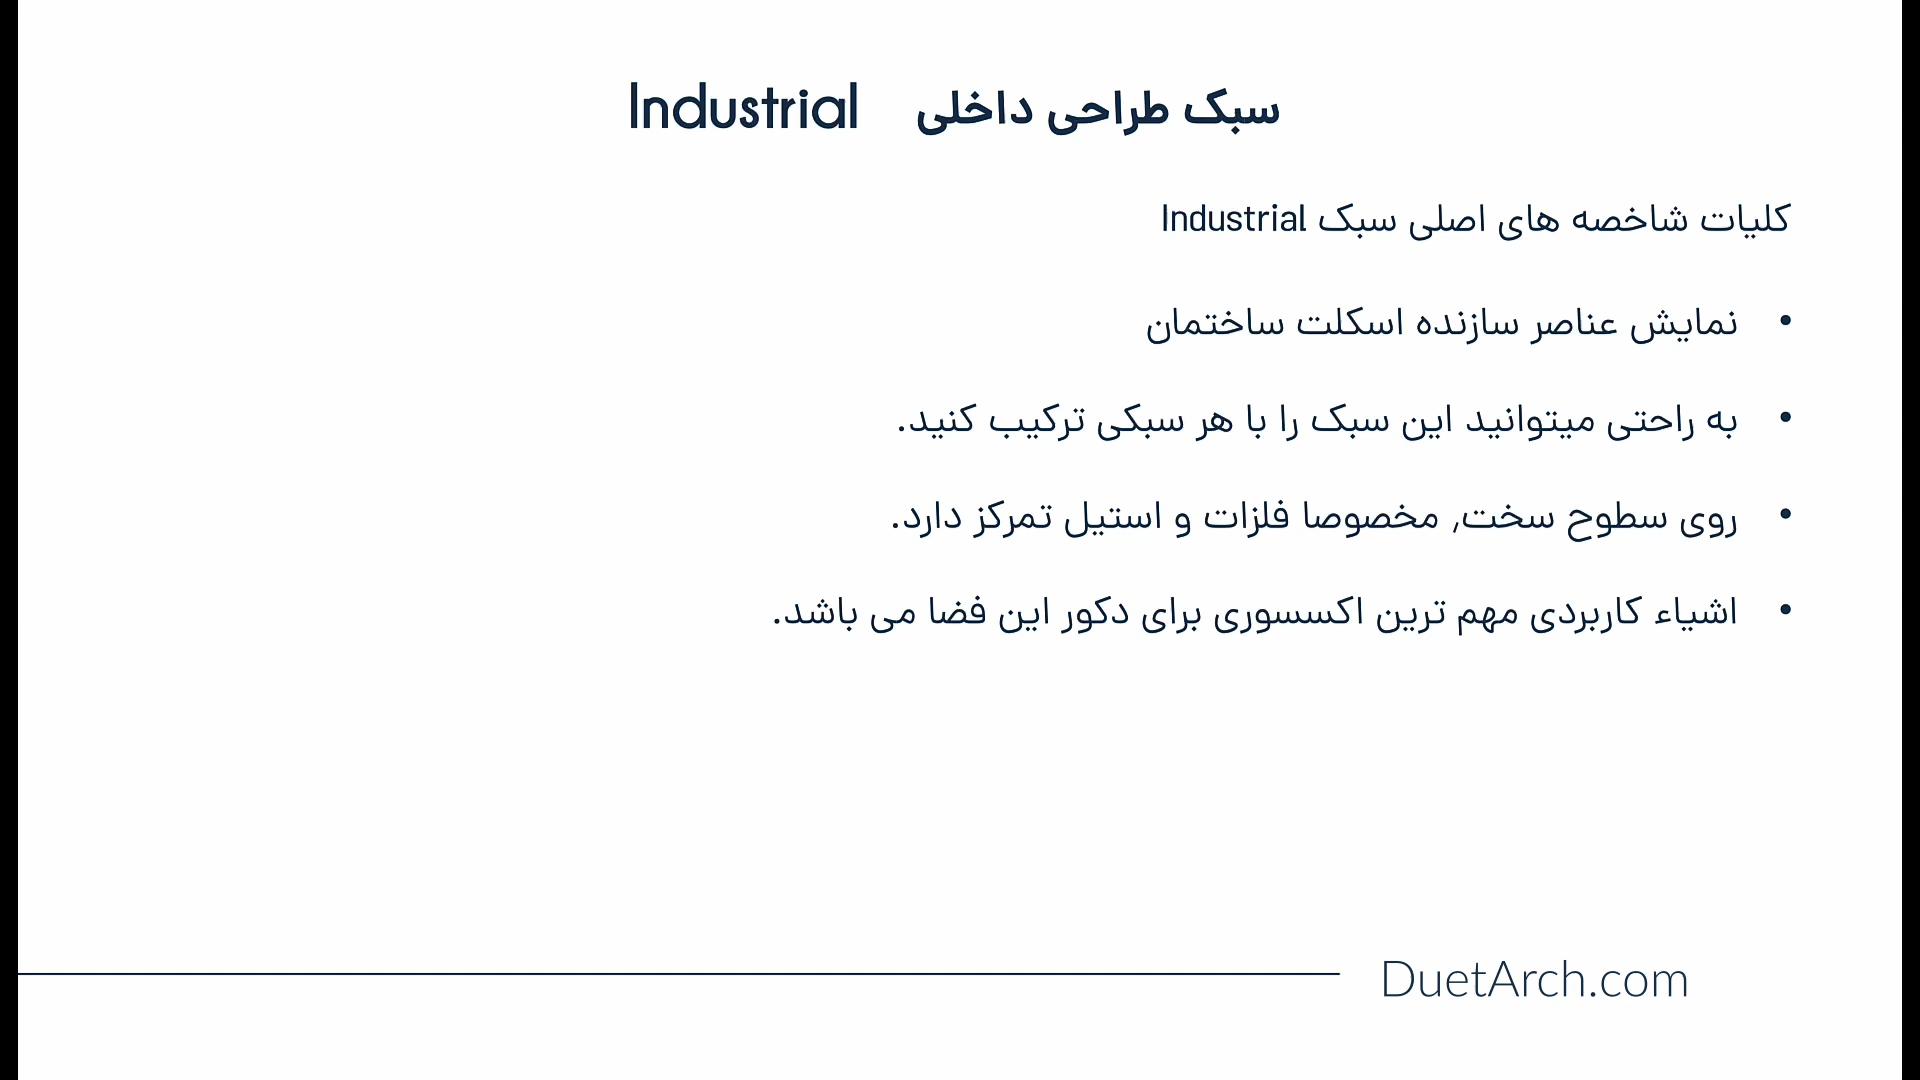 سبک طراحی داخلی Industrial
کلیات شاخصه های اصلی سبک Industrial
• نمایش عناصر سازنده اسکلت ساختمان
• به راحتی میتوانید این سبک را با هر سبکی ترکیب کنید.
• روی سطوح سخت, مخصوصا فلزات و استیل تمرکز دارد.
• اشیاء کاربردی مهم ترین اکسسوری برای دکور این فضا می باشد.
DuetArch.com